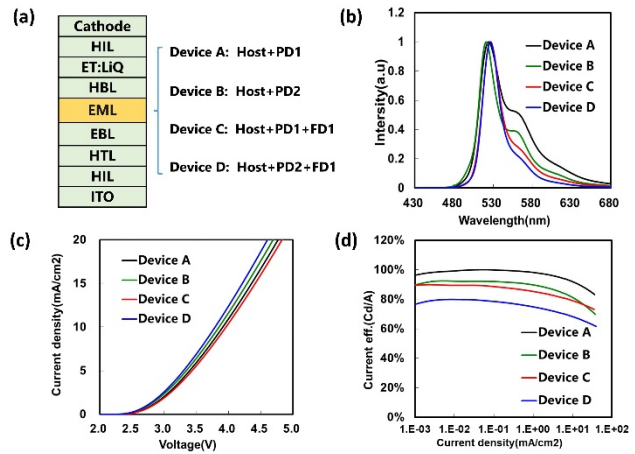 (a)
Cathode
HIL
ET:LiQ
HBL
EML
EBL
HTL
HIL
ITO
Device A: Host+PD1
Device B: Host+PD2
Device C: Host+PD1+FD1
Device D: Host+PD2+FD1
(b)
Intersity(a.u)
1
0.8
0.6
0.4
0.2
0
430 480 530 580 630 680
Wavelength(nm)
Device A
Device B
Device C
Device D
(c)
Current density(mA/cm2)
20
15
10
5
0
2.0 2.5 3.0 3.5 4.0 4.5 5.0
Voltage(V)
Device A
Device B
Device C
Device D
(d)
Current eff.(Cd/A)
120%
100%
80%
60%
40%
20%
0%
1.E-03 1.E-02 1.E-01 1.E+00 1.E+01 1.E+02
Current density(mA/cm2)
Device A
Device B
Device C
Device D